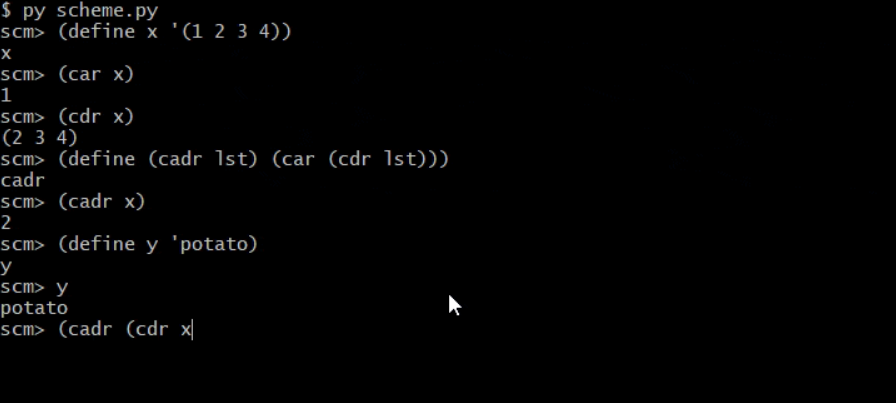 $ py scheme.py
scm> (define x '(1 2 3 4))
x
scm> (car x)
1
scm> (cdr x)
(2 3 4)
scm> (define (cadr lst) (car (cdr lst)))
cadr
scm> (cadr x)
2
scm> (define y 'potato)
y
scm> y
potato
scm> (cadr (cdr x